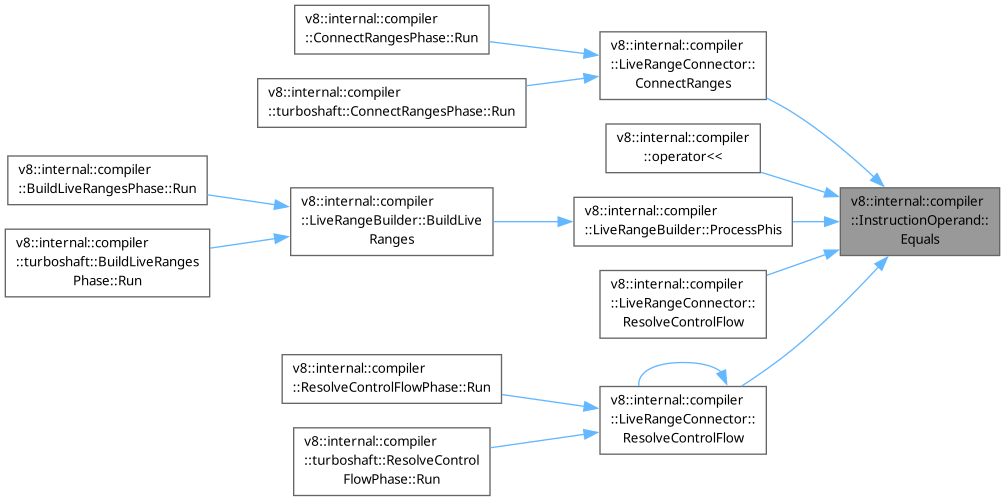 v8::internal::compiler
::ConnectRangesPhase::Run
v8::internal::compiler
::turboshaft::ConnectRangesPhase::Run
v8::internal::compiler
::LiveRangeConnector::
ConnectRanges
v8::internal::compiler
::operator<<
v8::internal::compiler
::BuildLiveRangesPhase::Run
v8::internal::compiler
::turboshaft::BuildLiveRanges
Phase::Run
v8::internal::compiler
::LiveRangeBuilder::BuildLive
Ranges
v8::internal::compiler
::LiveRangeBuilder::ProcessPhis
v8::internal::compiler
::InstructionOperand::
Equals
v8::internal::compiler
::LiveRangeConnector::
ResolveControlFlow
v8::internal::compiler
::ResolveControlFlowPhase::Run
v8::internal::compiler
::turboshaft::ResolveControl
FlowPhase::Run
v8::internal::compiler
::LiveRangeConnector::
ResolveControlFlow